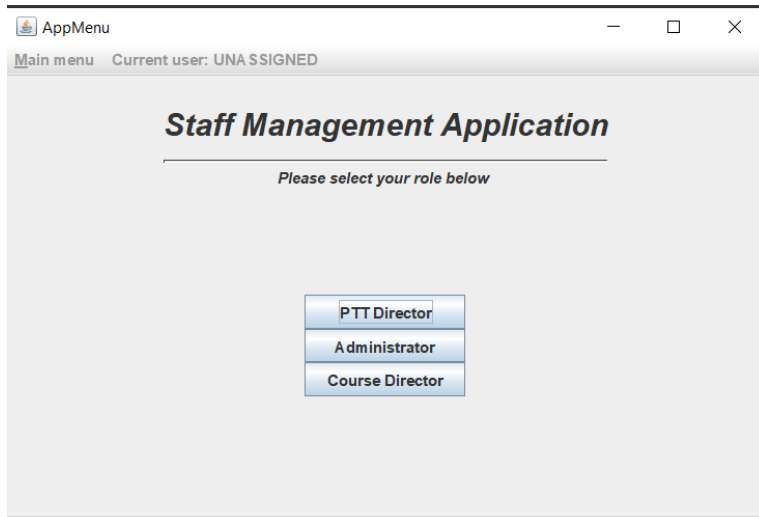 AppMenu
Main menu Current user: UNASSIGNED
Staff Management Application
Please select your role below
PTT Director
Administrator
Course Director